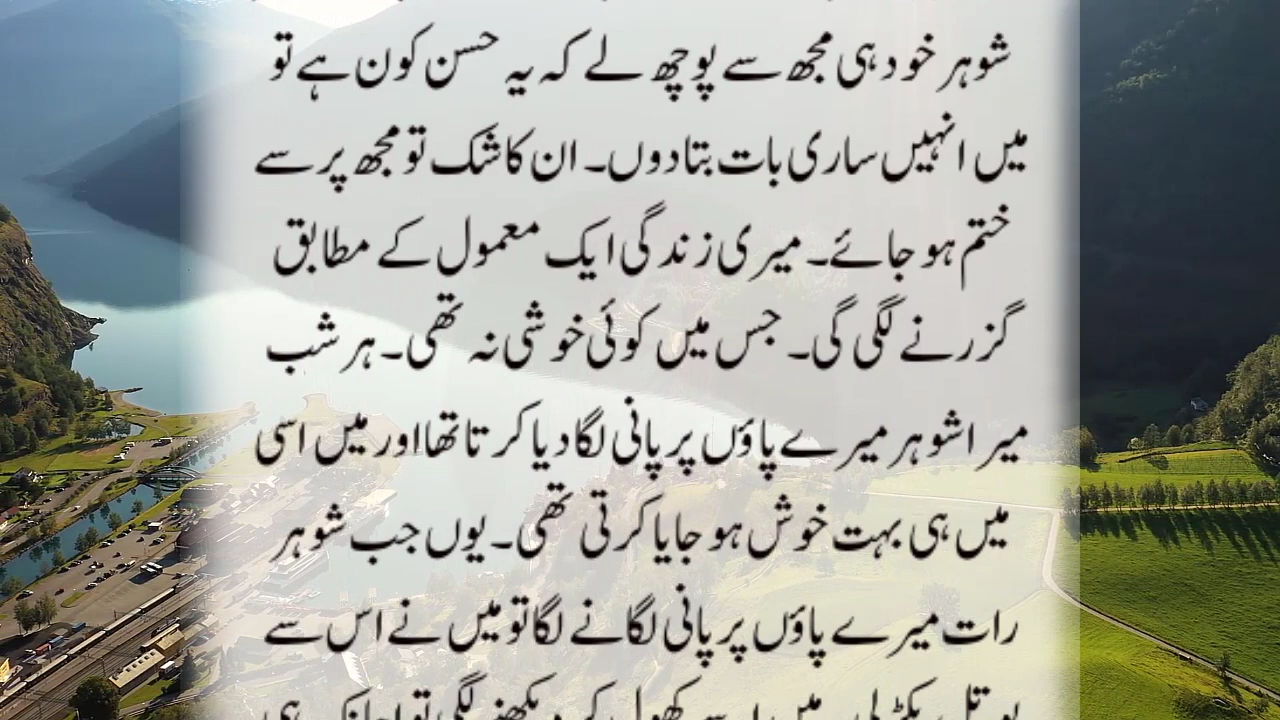 شوہر خود ہی مجھ سے پوچھ لے کہ یہ حسن کون ہے تو
میں انہیں ساری بات بتا دوں۔ ان کا شک تو مجھ پر سے
ختم ہو جائے۔ میری زندگی ایک معمول کے مطابق
گزرنے لگی گی۔ جس میں کوئی خوشی نہ تھی۔ ہر شب
میرا شوہر میرے پاؤں پر پانی لگا دیا کرتا تھا اور میں اسی
میں ہی بہت خوش ہو جایا کرتی تھی۔ یوں جب شوہر
رات میرے پاؤں پر پانی لگانے لگا تو میں نے اس سے